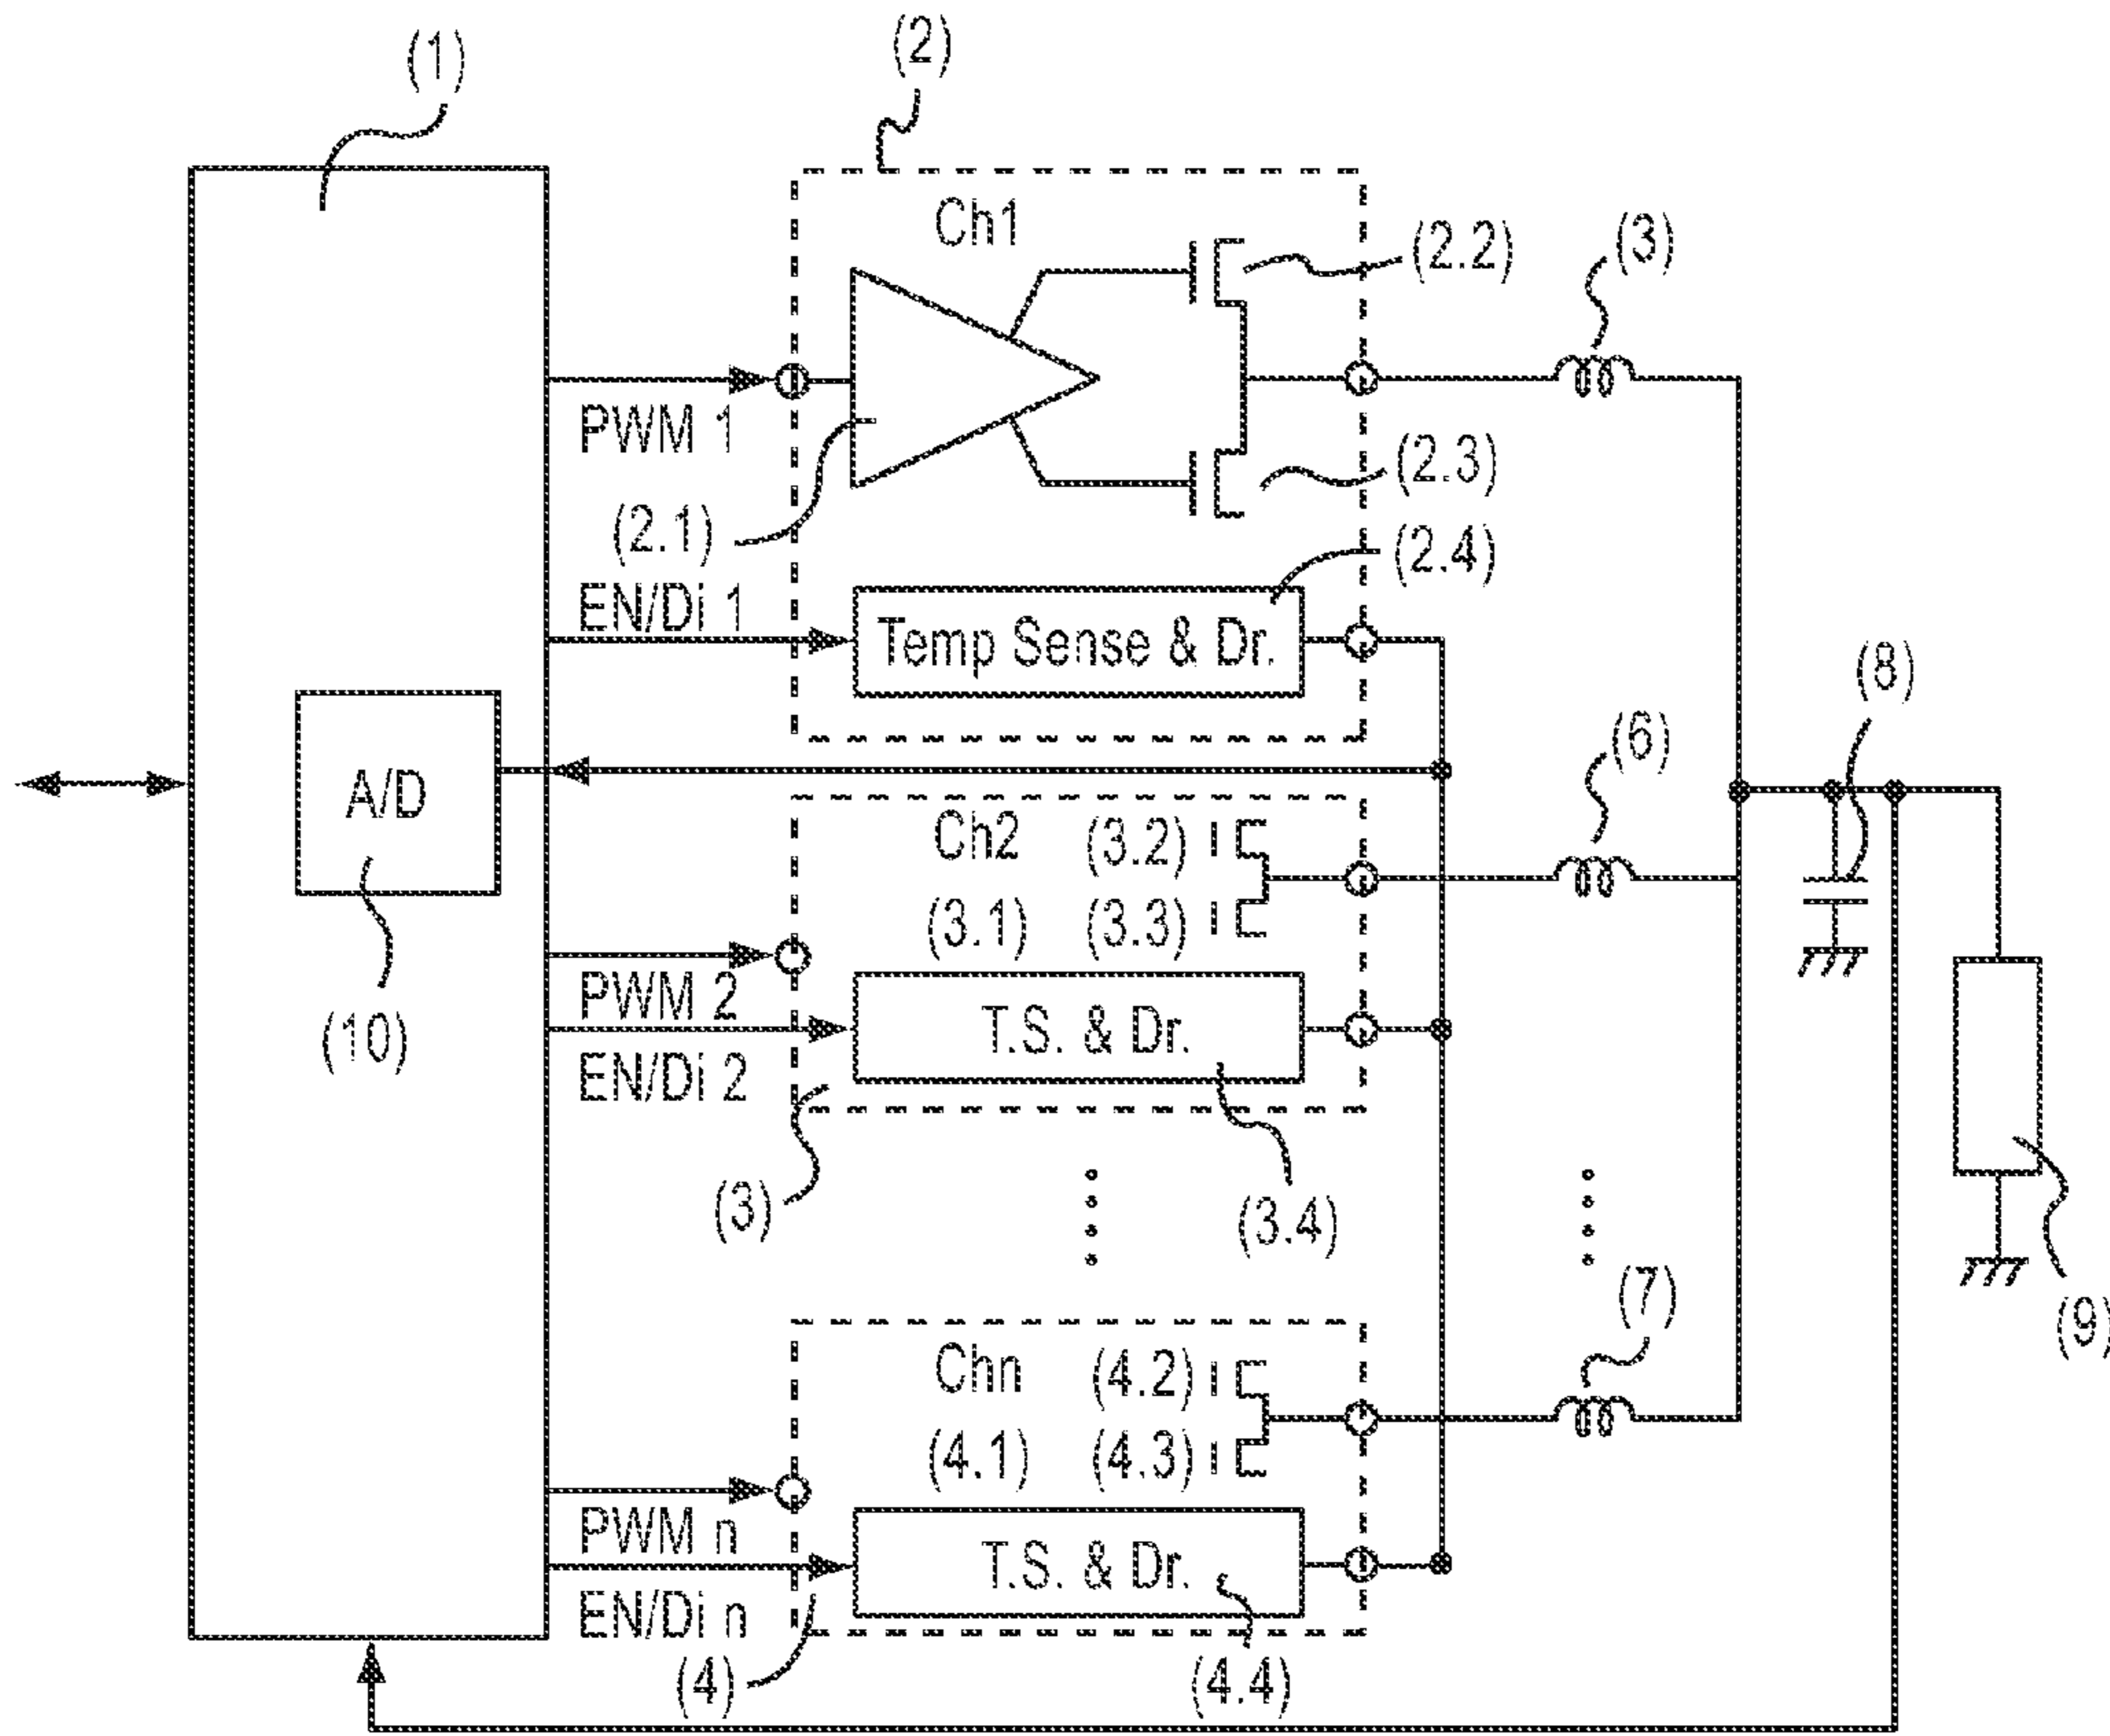 (1)
(2)
Ch1
(2.2)
(3)
PWM 1
(2.3)
(2.1)
(2.4)
EN/Di 1
Temp Sense & Dr.
(8)
(6)
A/D
Ch2
(3.2)
(3.1)
(3.3)
PWM 2
(10)
T.S. & Dr.
EN/Di 2
(3)
(3.4)
(7)
(9)
Chn
(4.2)
(4.1)
(4.3)
PWM n
T.S. & Dr.
EN/Di n
(4)
(4.4)